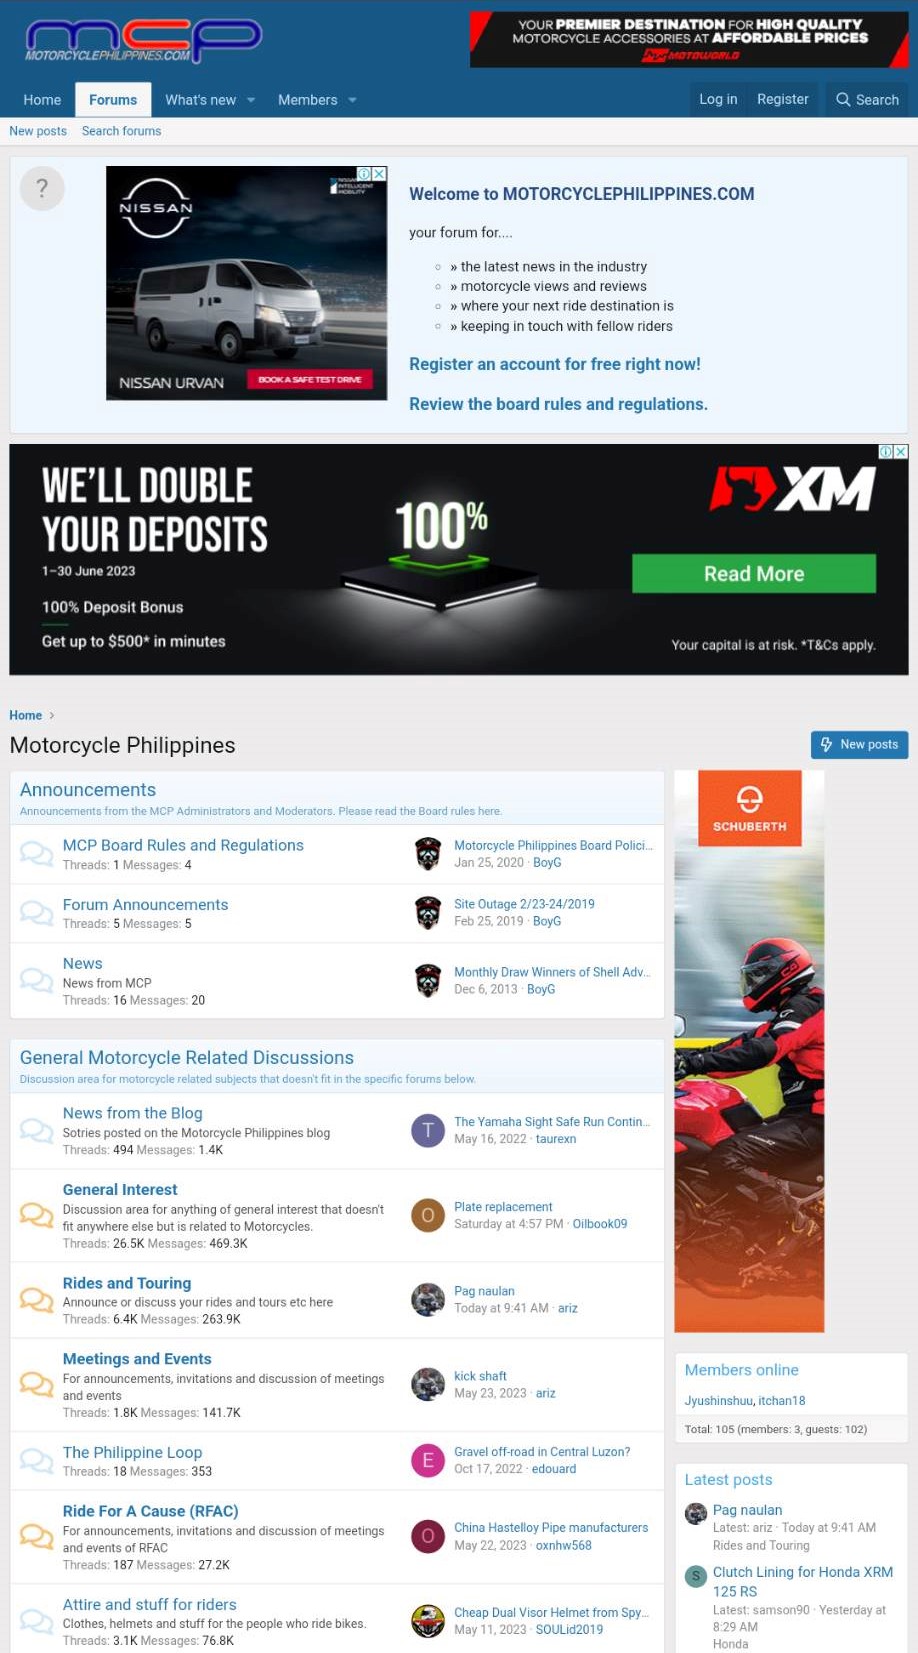 mcp
MOTORCYCLEPHILIPPINES.COM
YOUR PREMIER DESTINATION FOR HIGH QUALITY
MOTORCYCLE ACCESSORIES AT AFFORDABLE PRICES
MOTOWORLD
Home
Forums
What's new
Members
Log in
Register
Search
New posts
Search forums
?
NISSAN
NISSAN
INTELLIGENT
MOBILITY
NISSAN URVAN
BOOK A SAFE TEST DRIVE
Welcome to MOTORCYCLEPHILIPPINES.COM
your forum for....
» the latest news in the industry
» motorcycle views and reviews
» where your next ride destination is
» keeping in touch with fellow riders
Register an account for free right now!
Review the board rules and regulations.
WE'LL DOUBLE
YOUR DEPOSITS
1–30 June 2023
100% Deposit Bonus
Get up to $500* in minutes
100%
XM
Read More
Your capital is at risk. *T&Cs apply.
Home
Motorcycle Philippines
New posts
Announcements
Announcements from the MCP Administrators and Moderators. Please read the Board rules here.
MCP Board Rules and Regulations
Threads: 1 Messages: 4
Motorcycle Philippines Board Polici...
Jan 25, 2020 · BoyG
Forum Announcements
Threads: 5 Messages: 5
Site Outage 2/23-24/2019
Feb 25, 2019 · BoyG
News
News from MCP
Threads: 16 Messages: 20
Monthly Draw Winners of Shell Adv...
Dec 6, 2013 · BoyG
General Motorcycle Related Discussions
Discussion area for motorcycle related subjects that doesn't fit in the specific forums below.
News from the Blog
Sotries posted on the Motorcycle Philippines blog
Threads: 494 Messages: 1.4K
T
The Yamaha Sight Safe Run Contin...
May 16, 2022 · taurexn
General Interest
Discussion area for anything of general interest that doesn't
fit anywhere else but is related to Motorcycles.
Threads: 26.5K Messages: 469.3K
O
Plate replacement
Saturday at 4:57 PM · Oilbook09
Rides and Touring
Announce or discuss your rides and tours etc here
Threads: 6.4K Messages: 263.9K
Pag naulan
Today at 9:41 AM · ariz
Meetings and Events
For announcements, invitations and discussion of meetings
and events
Threads: 1.8K Messages: 141.7K
kick shaft
May 23, 2023 · ariz
The Philippine Loop
Threads: 18 Messages: 353
E
Gravel off-road in Central Luzon?
Oct 17, 2022 · edouard
Ride For A Cause (RFAC)
For announcements, invitations and discussion of meetings
and events of RFAC
Threads: 187 Messages: 27.2K
O
China Hastelloy Pipe manufacturers
May 22, 2023 · oxnhw568
Attire and stuff for riders
Clothes, helmets and stuff for the people who ride bikes.
Threads: 3.1K Messages: 76.8K
Cheap Dual Visor Helmet from Spy...
May 11, 2023 · SOULid2019
SCHUBERTH
Members online
Jyushinshuu, itchan18
Total: 105 (members: 3, guests: 102)
Latest posts
Pag naulan
Latest: ariz · Today at 9:41 AM
Rides and Touring
S
Clutch Lining for Honda XRM
125 RS
Latest: samson90 · Yesterday at
8:29 AM
Honda